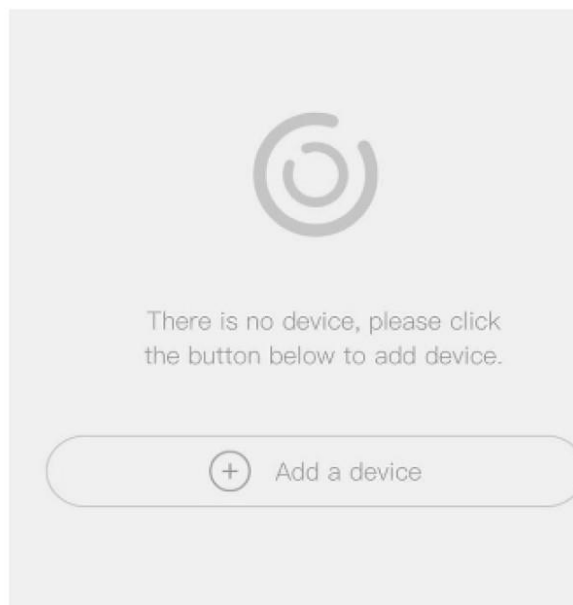 There is no device, please click
the button below to add device.
Add a device